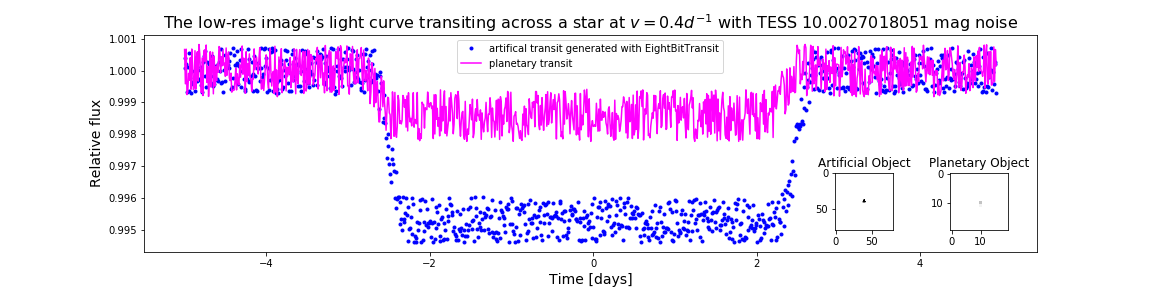 The low-res image's light curve transiting across a star at v = 0.4d⁻¹ with TESS 10.0027018051 mag noise
artifical transit generated with EightBitTransit
planetary transit
Relative flux
1.001
1.000
0.999
0.998
0.997
0.996
0.995
Artificial Object
0
50
0 50
Planetary Object
0
10
0 10
−4 −2 0 2 4
Time [days]